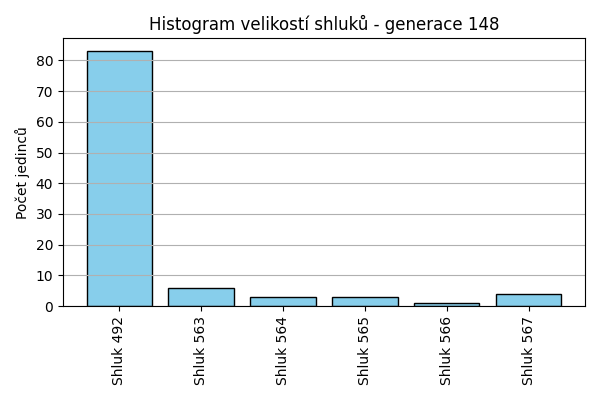 Histogram velikostí shluků - generace 148
Počet jedinců
80
70
60
50
40
30
20
10
0
Shluk 492
Shluk 563
Shluk 564
Shluk 565
Shluk 566
Shluk 567